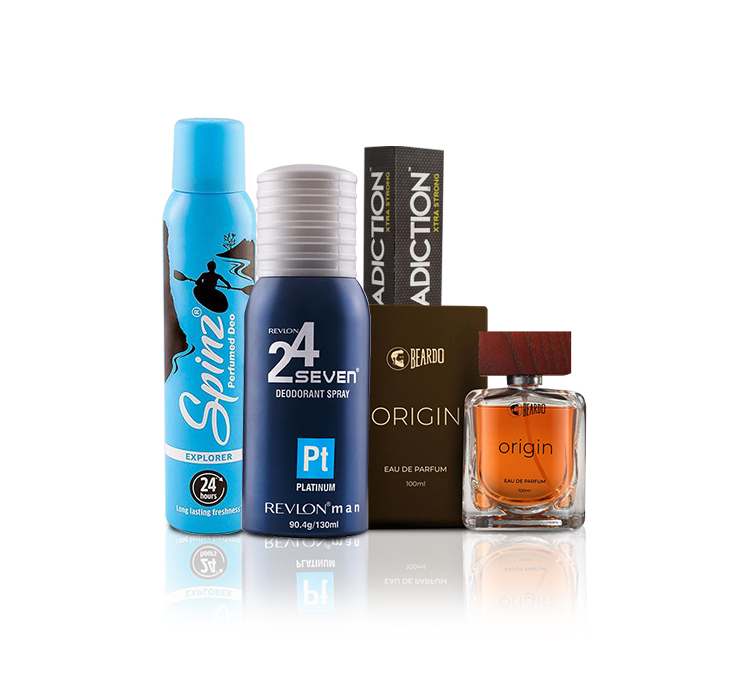 Spinz®
Perfumed Deo
EXPLORER
24
hours
Long lasting freshness
REVLON
24
SEVEN®
DEODORANT SPRAY
Pt
PLATINUM
REVLON® man
90.4g/130ml
ADICTION
XTRA STRONG
ADICTION
XTRA STRONG
BEARDO
ORIGIN
EAU DE PARFUM
100ml
BEARDO
origin
EAU DE PARFUM
100ml